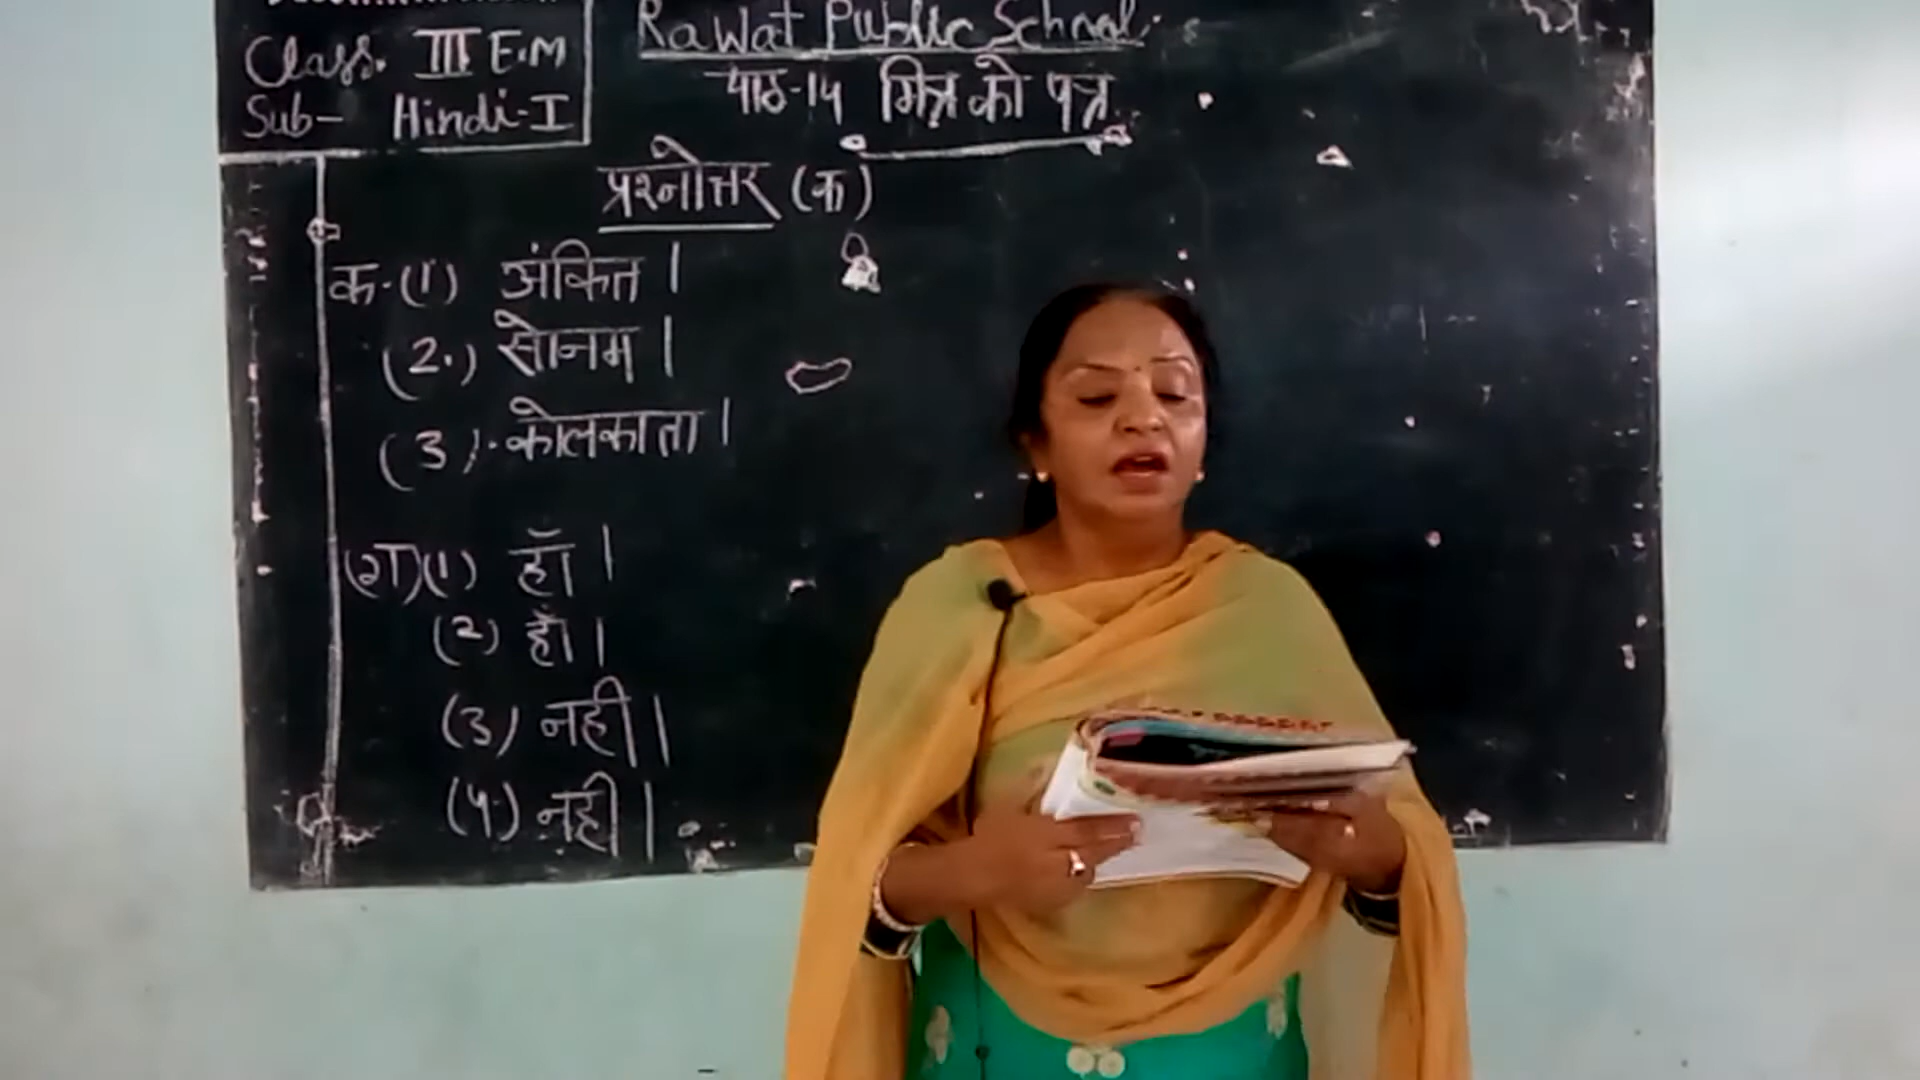 Class. III E.M
Sub- Hindi-I
Rawat Public School.
पाठ-14 मित्र को पत्र
प्रश्नोत्तर (क)
क-(1) अंकित ।
(2.) सोनम ।
(3). कोलकाता ।
(ग)(1) हाँ ।
(2) हाँ ।
(3) नहीं ।
(4) नहीं ।